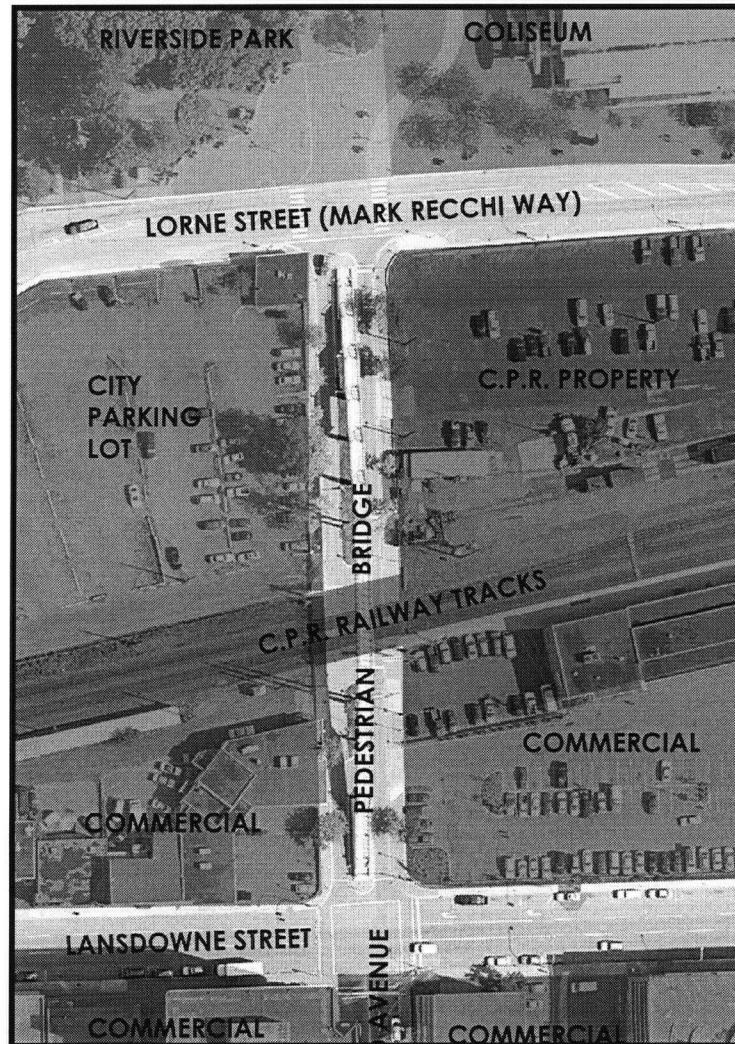 RIVERSIDE PARK
COLISEUM
LORNE STREET (MARK RECCHI WAY)
CITY
PARKING
LOT
C.P.R. PROPERTY
BRIDGE
C.P.R. RAILWAY TRACKS
PEDESTRIAN
COMMERCIAL
COMMERCIAL
LANSDOWNE STREET
AVENUE
COMMERCIAL
COMMERCIAL